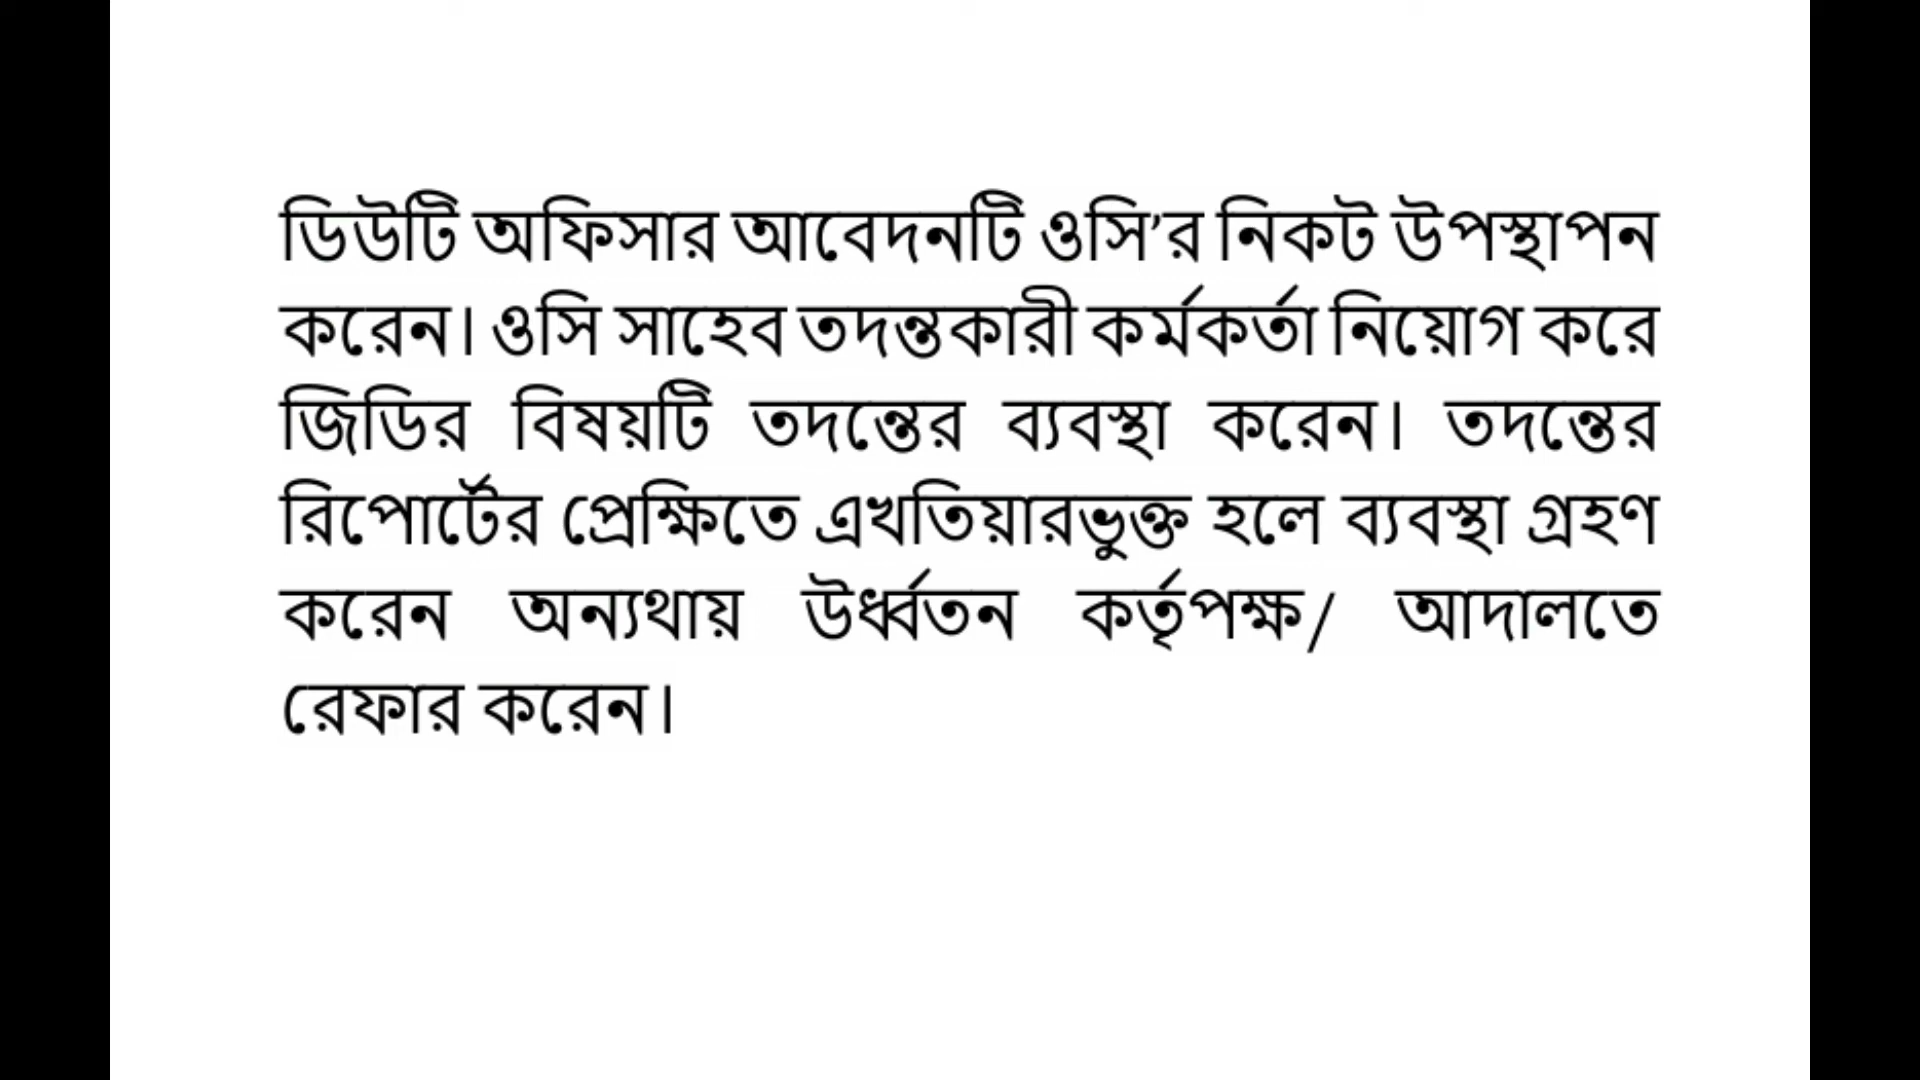 ডিউটি অফিসার আবেদনটি ওসি’র নিকট উপস্থাপন
করেন। ওসি সাহেব তদন্তকারী কর্মকর্তা নিয়োগ করে
জিডির বিষয়টি তদন্তের ব্যবস্থা করেন। তদন্তের
রিপোর্টের প্রেক্ষিতে এখতিয়ারভুক্ত হলে ব্যবস্থা গ্রহণ
করেন অন্যথায় উর্ধ্বতন কর্তৃপক্ষ/ আদালতে
রেফার করেন।